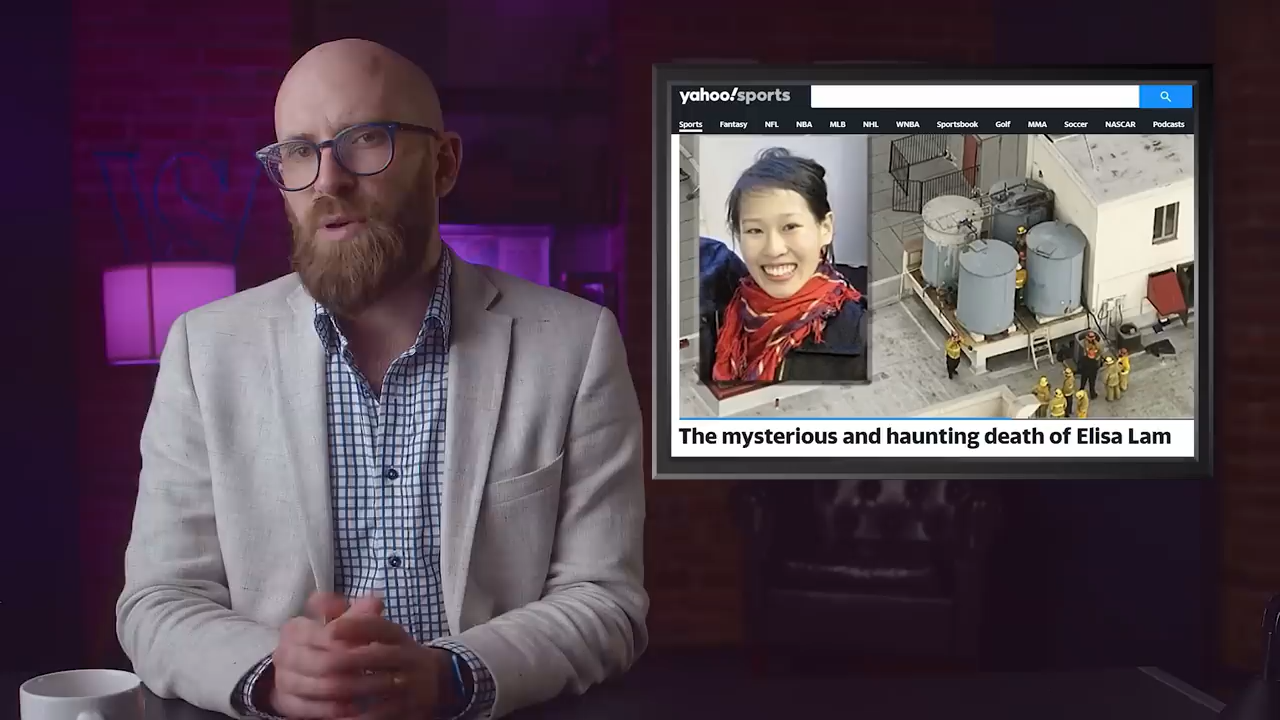 yahoo!sports
Sports Fantasy NFL NBA MLB NHL WNBA Sportsbook Golf MMA Soccer NASCAR Podcasts
The mysterious and haunting death of Elisa Lam